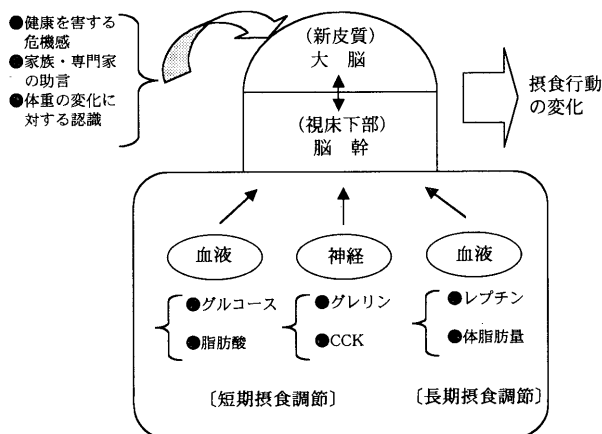 ●健康を害する
危機感
●家族・専門家
の助言
●体重の変化に
対する認識
(新皮質)
大 脳
(視床下部)
脳 幹
摂食行動
の変化
血液
神経
血液
●グルコース
●脂肪酸
●グレリン
●CCK
●レプチン
●体脂肪量
〔短期摂食調節〕
〔長期摂食調節〕